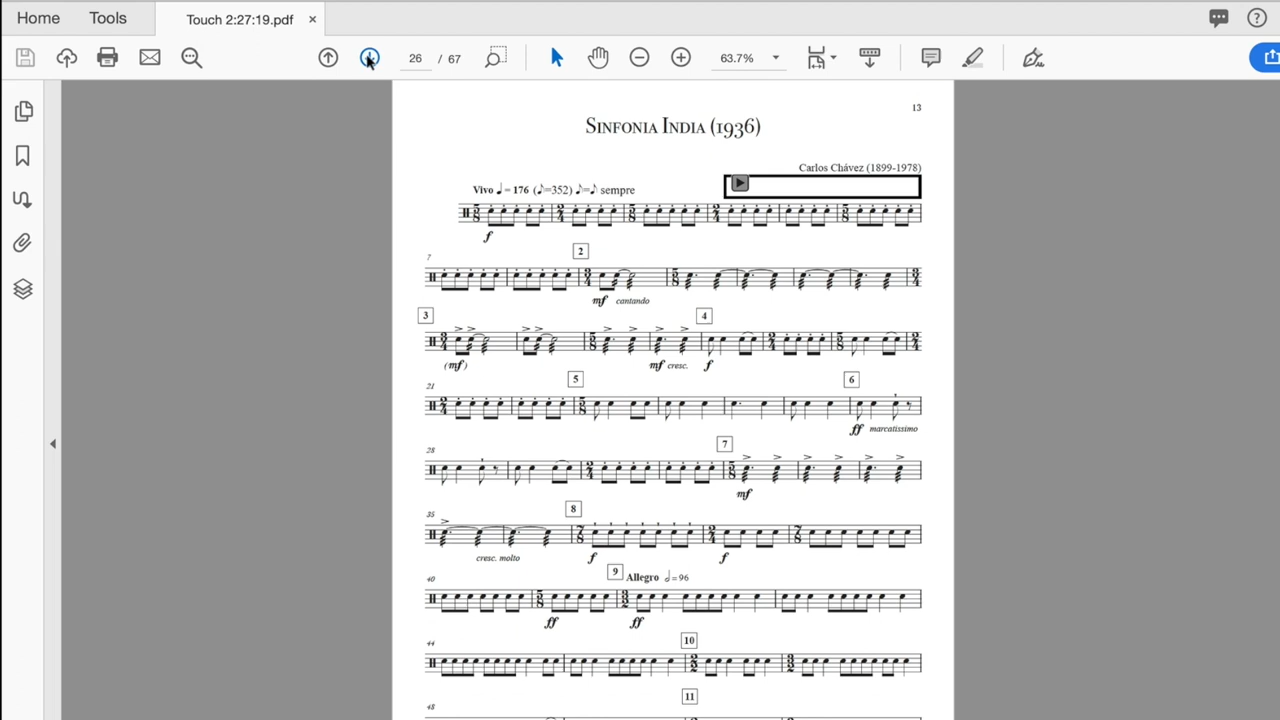 Home Tools Touch 2:27:19.pdf ×
26 / 67 63.7%
13
Sinfonia India (1936)
Carlos Chávez (1899-1978)
Vivo ♩= 176 (♪=352) ♪=♪ sempre
f
7 2
mf cantando
3 4
(mf) mf cresc. f
21 5 6
ff marcatissimo
28 7
mf
35 8
cresc. molto f f
40 9 Allegro 𝅗𝅥=96
ff ff
44 10
48 11